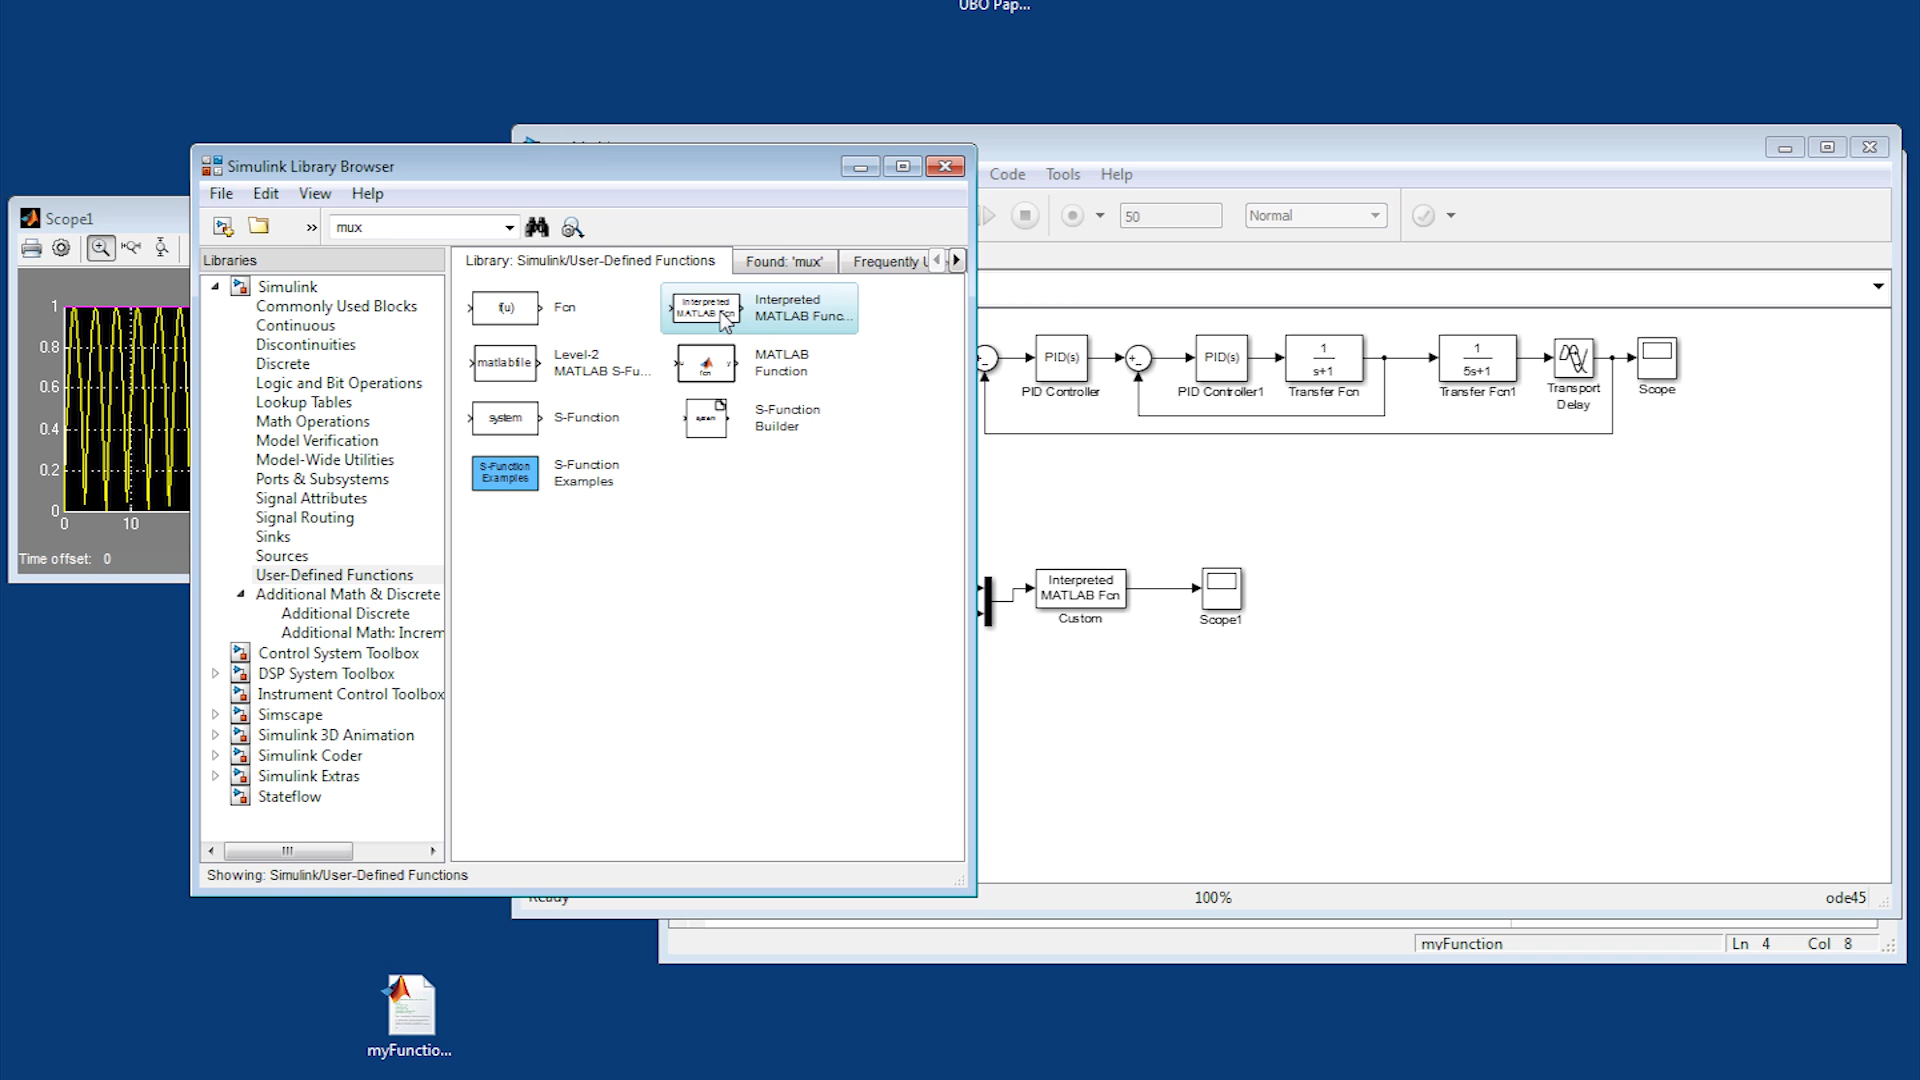 UBO Pap...
Simulink Library Browser
File Edit View Help
mux
Libraries
Simulink
Commonly Used Blocks
Continuous
Discontinuities
Discrete
Logic and Bit Operations
Lookup Tables
Math Operations
Model Verification
Model-Wide Utilities
Ports & Subsystems
Signal Attributes
Signal Routing
Sinks
Sources
User-Defined Functions
Additional Math & Discrete
Additional Discrete
Additional Math: Increm
Control System Toolbox
DSP System Toolbox
Instrument Control Toolbox
Simscape
Simulink 3D Animation
Simulink Coder
Simulink Extras
Stateflow
Library: Simulink/User-Defined Functions
Found: 'mux'
Frequently U
f(u)
Fcn
Interpreted
MATLAB Fcn
Interpreted
MATLAB Func...
matlabfile
Level-2
MATLAB S-Fu...
u
fcn
y
MATLAB
Function
system
S-Function
system
S-Function
Builder
S-Function
Examples
S-Function
Examples
Showing: Simulink/User-Defined Functions
Scope1
1
0.8
0.6
0.4
0.2
0
0 10
Time offset: 0
Code Tools Help
50
Normal
PID(s)
PID Controller
PID(s)
PID Controller1
1
s+1
Transfer Fcn
1
5s+1
Transfer Fcn1
Transport
Delay
Scope
Interpreted
MATLAB Fcn
Custom
Scope1
Ready
100%
ode45
myFunction
Ln 4 Col 8
myFunctio...